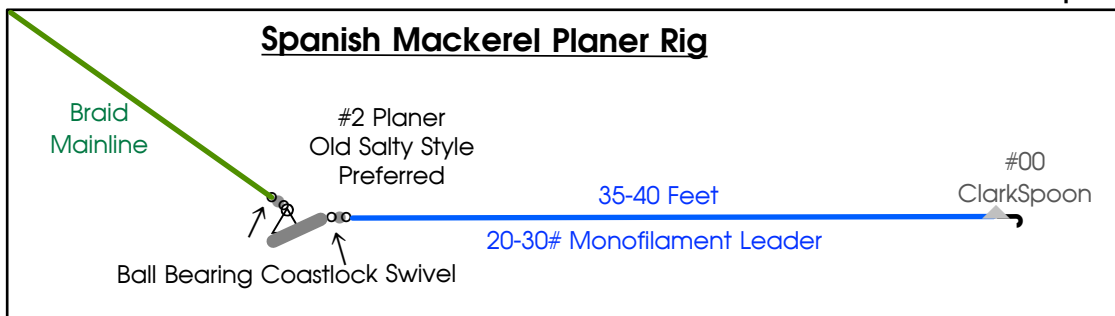 Spanish Mackerel Planer Rig
Braid
Mainline
#2 Planer
Old Salty Style
Preferred
#00
ClarkSpoon
35-40 Feet
20-30# Monofilament Leader
Ball Bearing Coastlock Swivel